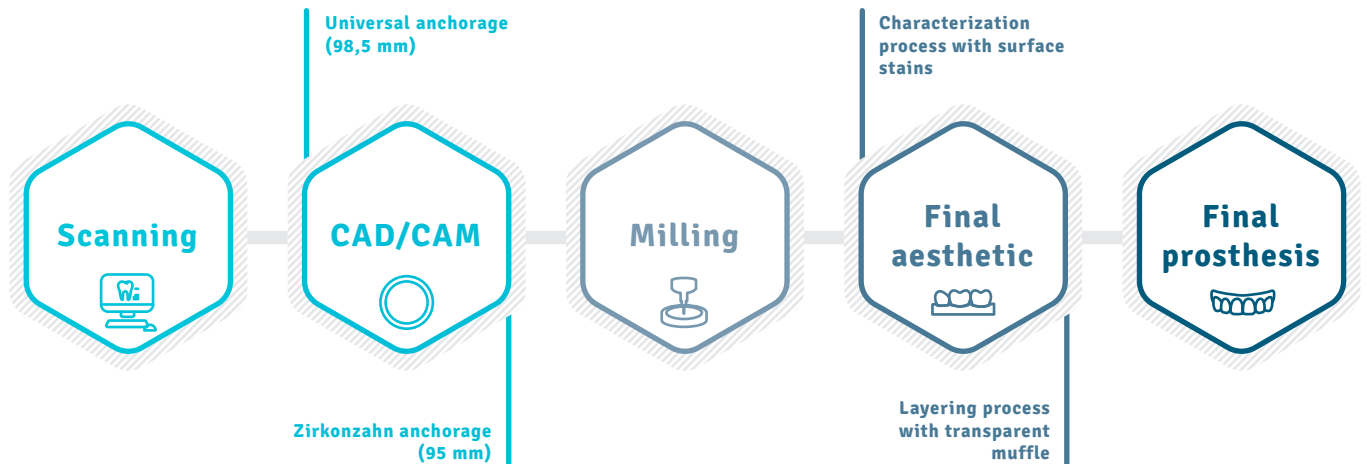 Universal anchorage
(98,5 mm)
Characterization
process with surface
stains
Scanning
CAD/CAM
Milling
Final
aesthetic
Final
prosthesis
Zirkonzahn anchorage
(95 mm)
Layering process
with transparent
muffle